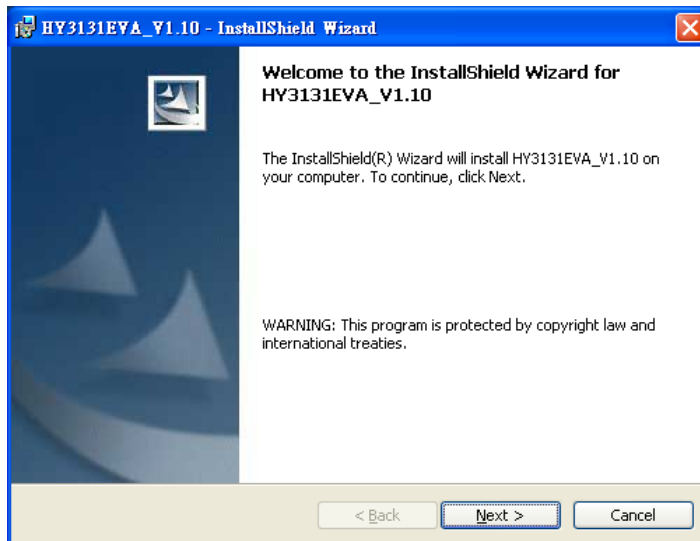 HY3131EVA_V1.10 - InstallShield Wizard
Welcome to the InstallShield Wizard for
HY3131EVA_V1.10
The InstallShield(R) Wizard will install HY3131EVA_V1.10 on
your computer. To continue, click Next.
WARNING: This program is protected by copyright law and
international treaties.
< Back
Next >
Cancel